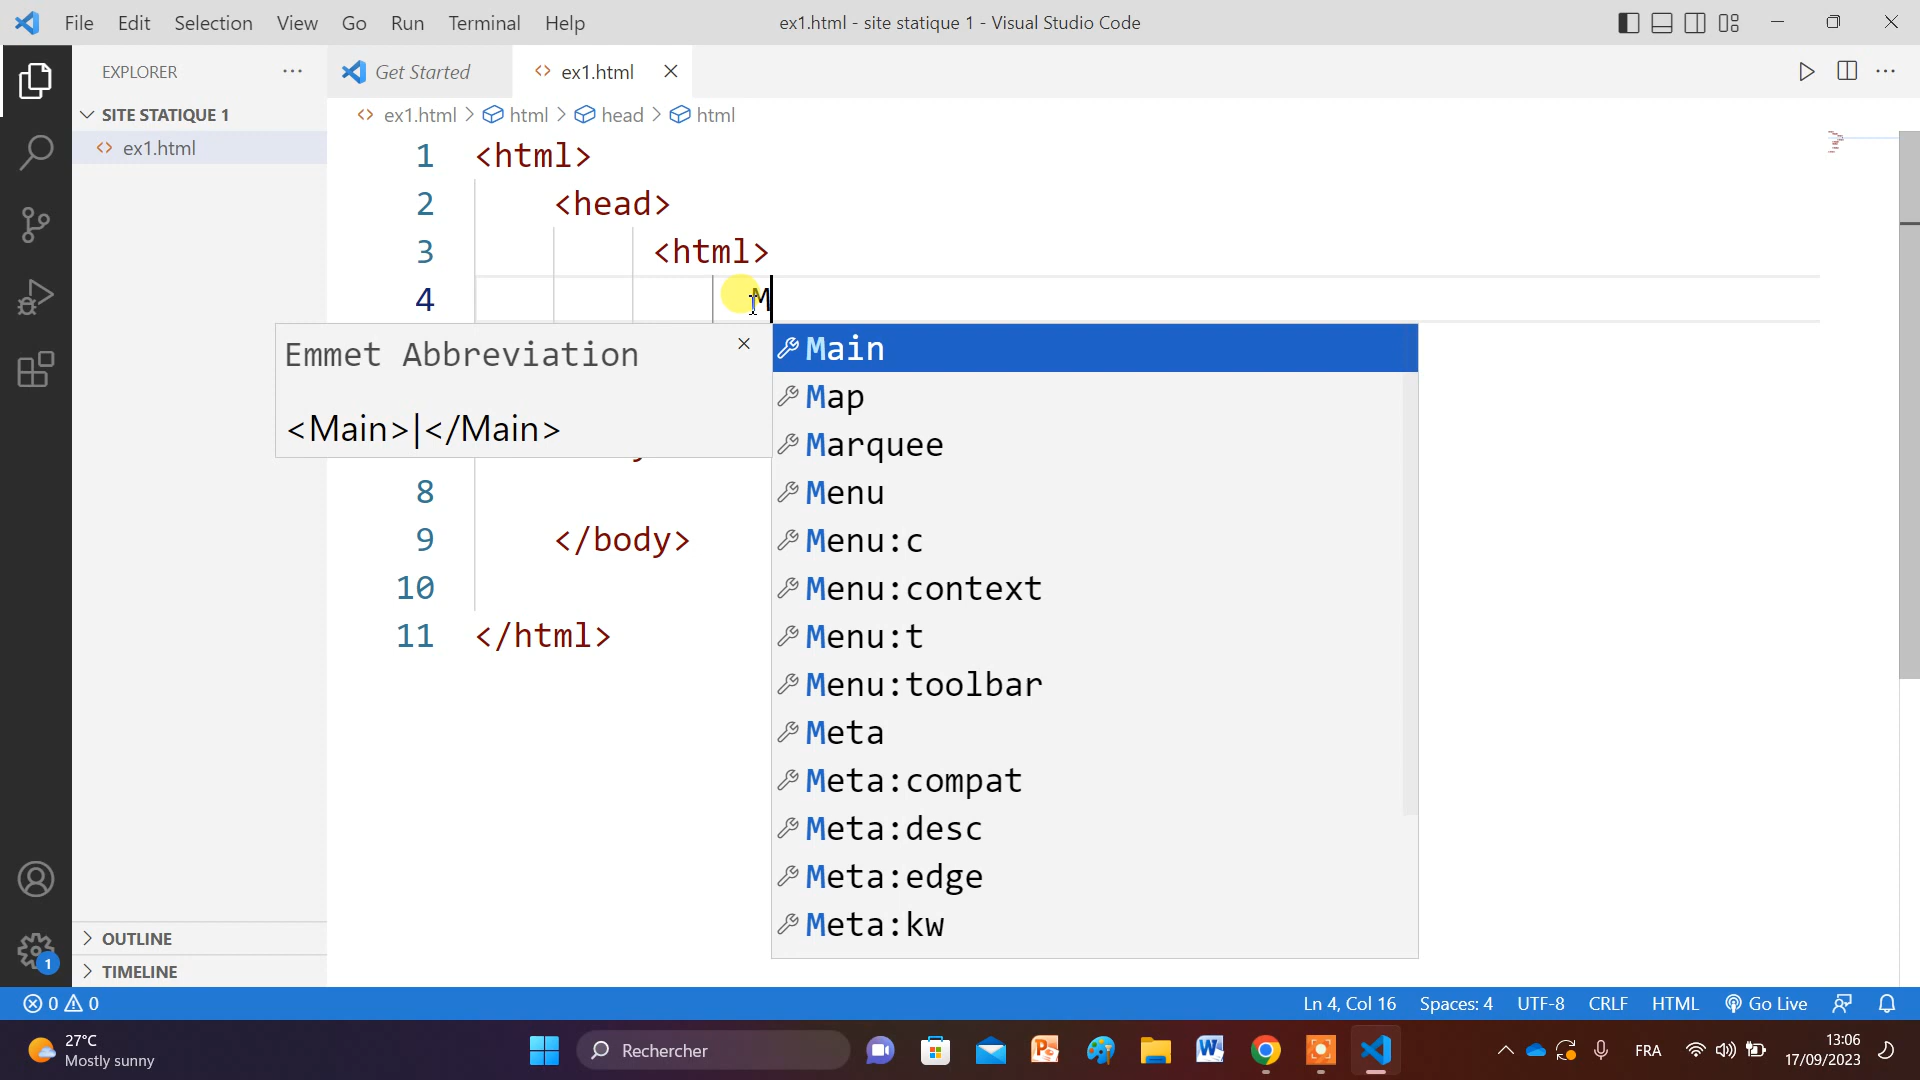 File Edit Selection View Go Run Terminal Help ex1.html - site statique 1 - Visual Studio Code
EXPLORER
Get Started
ex1.html
SITE STATIQUE 1
ex1.html
ex1.html > html > head > html
1 <html>
2 <head>
3 <html>
4 M
Emmet Abbreviation
<Main>|</Main>
Main
Map
Marquee
Menu
Menu:c
Menu:context
Menu:t
Menu:toolbar
Meta
Meta:compat
Meta:desc
Meta:edge
Meta:kw
8
9 </body>
10
11 </html>
OUTLINE
TIMELINE
1
0 0
Ln 4, Col 16 Spaces: 4 UTF-8 CRLF HTML Go Live
27°C
Mostly sunny
Rechercher
FRA
13:06
17/09/2023